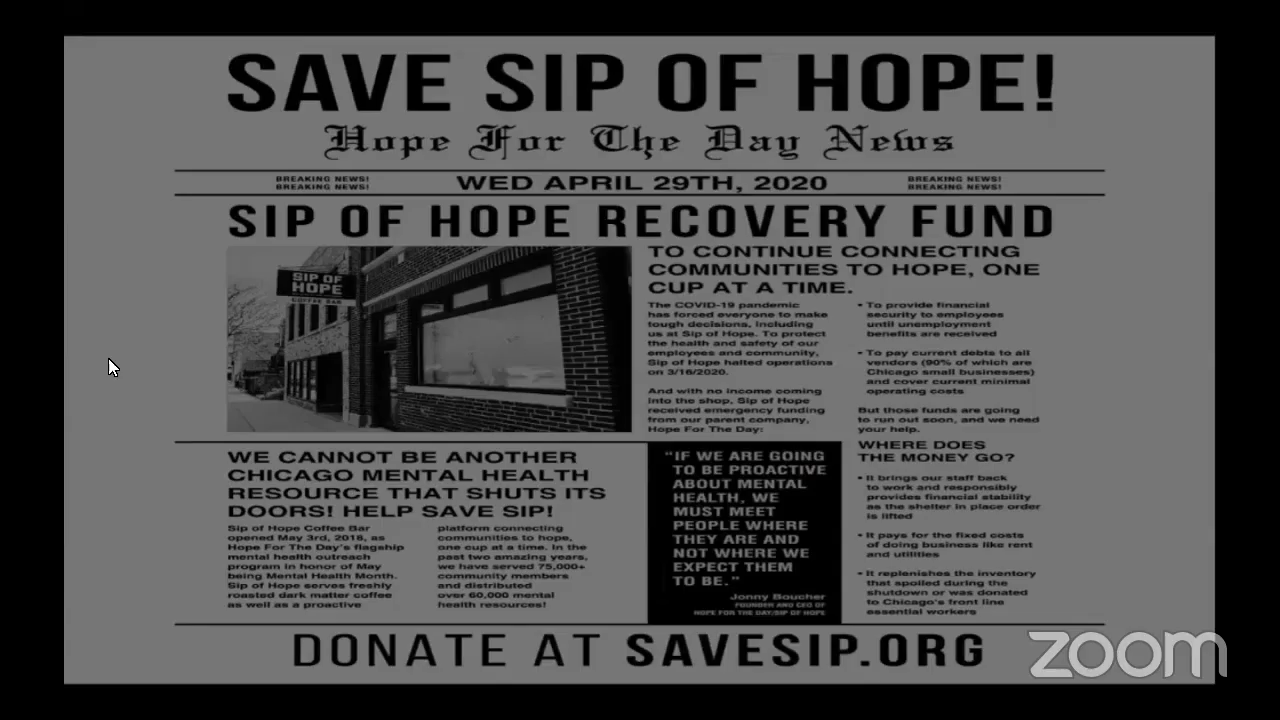 SAVE SIP OF HOPE!
Hope For The Day News
BREAKING NEWS!
BREAKING NEWS!
WED APRIL 29TH, 2020
BREAKING NEWS!
BREAKING NEWS!
SIP OF HOPE RECOVERY FUND
SIP OF
HOPE
COFFEE BAR
TO CONTINUE CONNECTING
COMMUNITIES TO HOPE, ONE
CUP AT A TIME.
The COVID-19 pandemic
has forced everyone to make
tough decisions, including
us at Sip of Hope. To protect
the health and safety of our
employees and community,
Sip of Hope halted operations
on 3/16/2020.
And with no income coming
into the shop, Sip of Hope
received emergency funding
from our parent company,
Hope For The Day:
• To provide financial
security to employees
until unemployment
benefits are received
• To pay current debts to all
vendors (90% of which are
Chicago small businesses)
and cover current minimal
operating costs
But those funds are going
to run out soon, and we need
your help.
WE CANNOT BE ANOTHER
CHICAGO MENTAL HEALTH
RESOURCE THAT SHUTS ITS
DOORS! HELP SAVE SIP!
Sip of Hope Coffee Bar
opened May 3rd, 2018, as
Hope For The Day's flagship
mental health outreach
program in honor of May
being Mental Health Month.
Sip of Hope serves freshly
roasted dark matter coffee
as well as a proactive
platform connecting
communities to hope,
one cup at a time. In the
past two amazing years,
we have served 75,000+
community members
and distributed
over 60,000 mental
health resources!
"IF WE ARE GOING
TO BE PROACTIVE
ABOUT MENTAL
HEALTH, WE
MUST MEET
PEOPLE WHERE
THEY ARE AND
NOT WHERE WE
EXPECT THEM
TO BE."
Jonny Boucher
FOUNDER AND CEO OF
HOPE FOR THE DAY/SIP OF HOPE
WHERE DOES
THE MONEY GO?
• It brings our staff back
to work and responsibly
provides financial stability
as the shelter in place order
is lifted
• It pays for the fixed costs
of doing business like rent
and utilities
• It replenishes the inventory
that spoiled during the
shutdown or was donated
to Chicago's front line
essential workers
DONATE AT SAVESIP.ORG
zoom